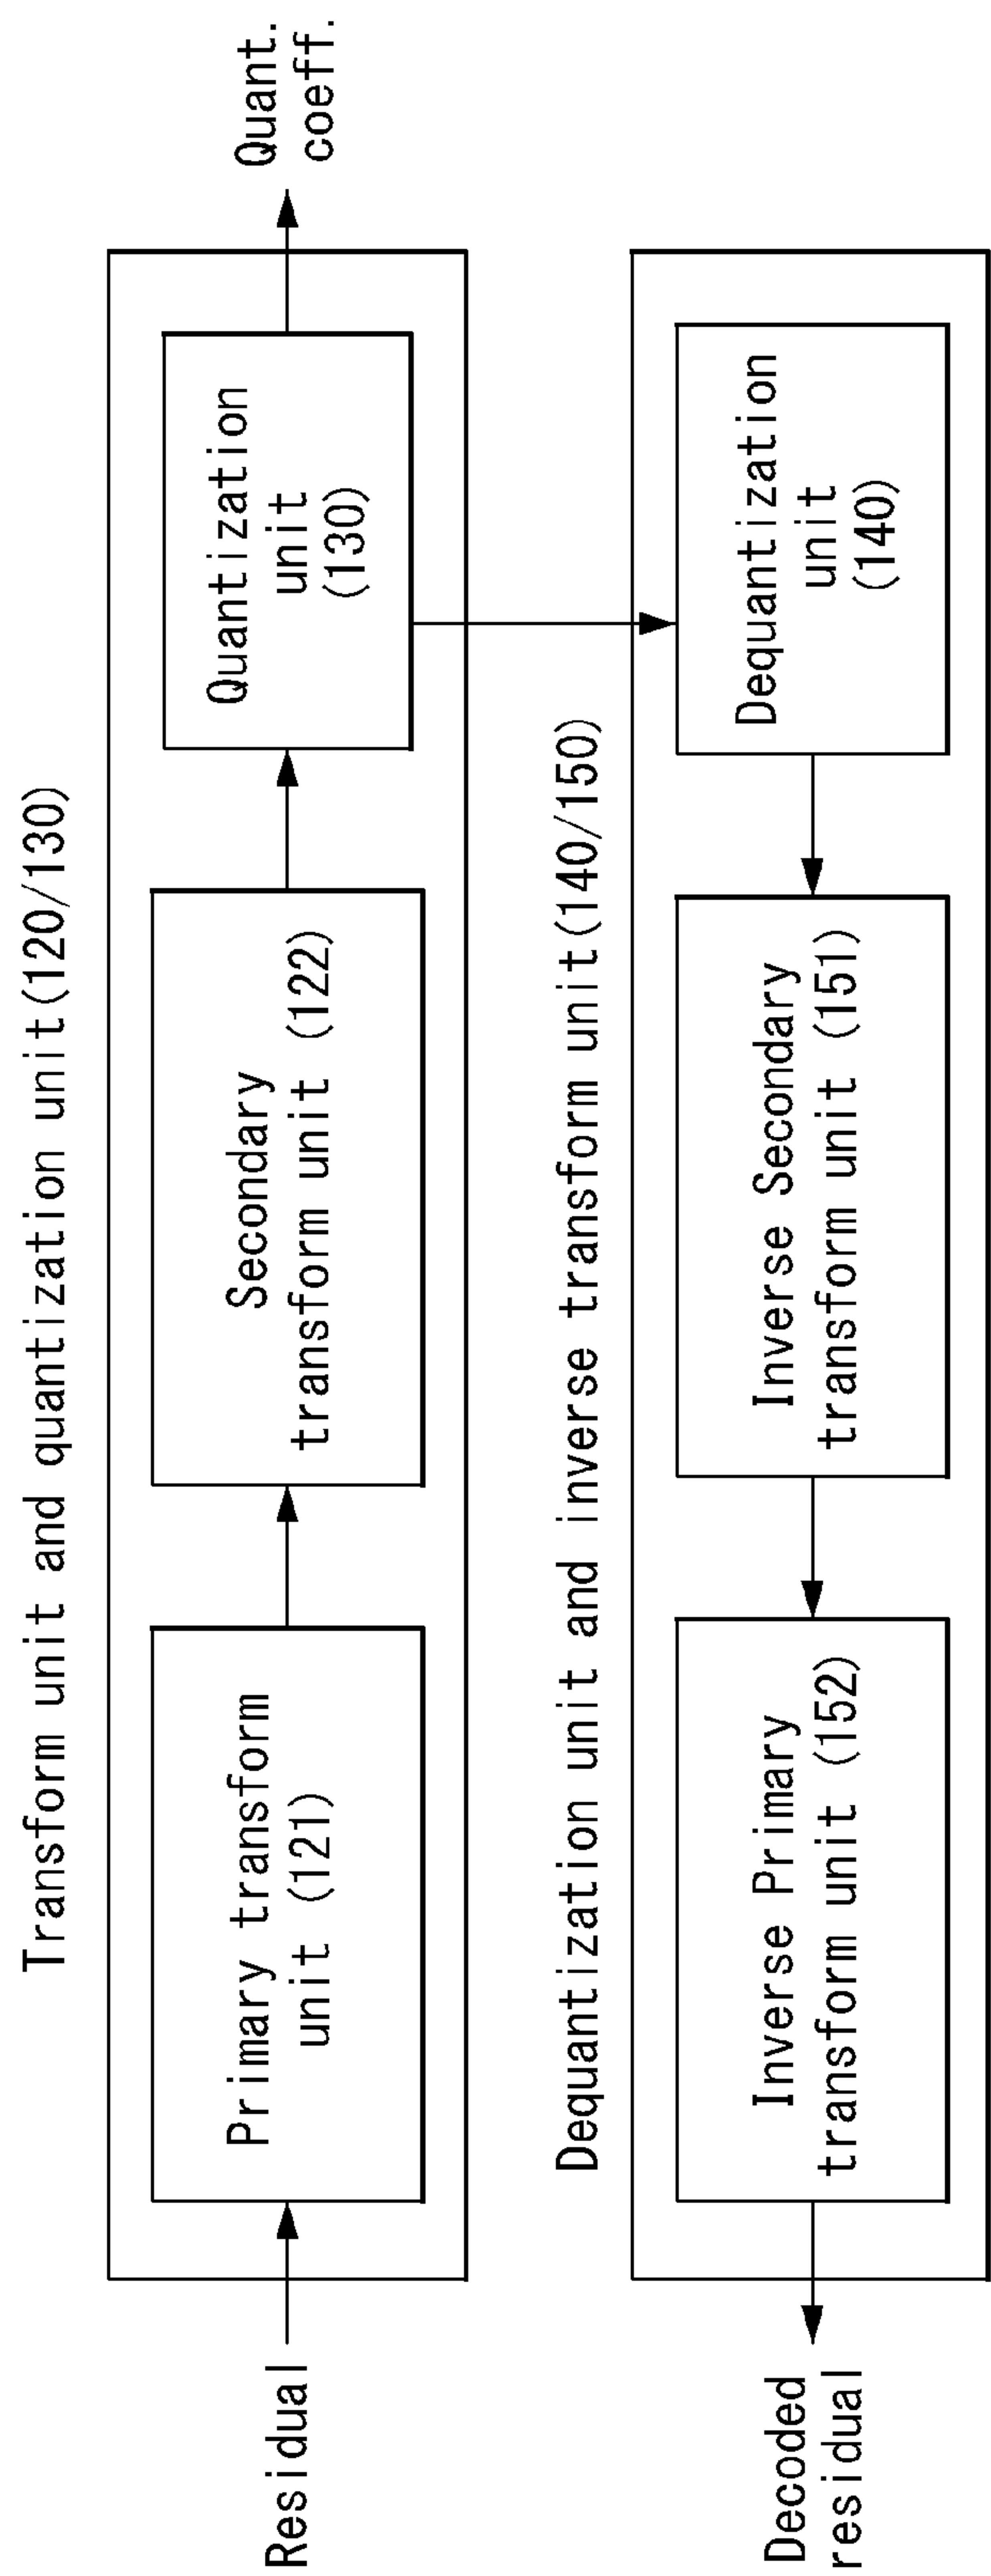 Transform unit and quantization unit(120/130)
Residual
Primary transform
unit (121)
Secondary
transform unit (122)
Quantization
unit
(130)
Quant.
coeff.
Dequantization unit and inverse transform unit(140/150)
Decoded
residual
Inverse Primary
transform unit (152)
Inverse Secondary
transform unit (151)
Dequantization
unit
(140)